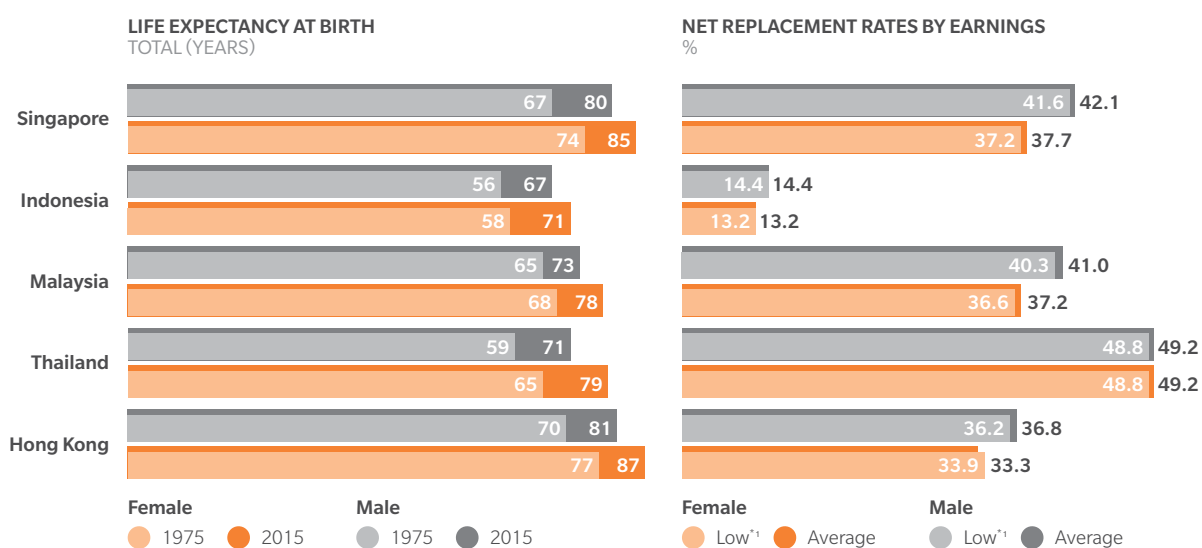 LIFE EXPECTANCY AT BIRTH
TOTAL (YEARS)
NET REPLACEMENT RATES BY EARNINGS
%
Singapore
67 80
74 85
41.6 42.1
37.2 37.7
Indonesia
56 67
58 71
14.4 14.4
13.2 13.2
Malaysia
65 73
68 78
40.3 41.0
36.6 37.2
Thailand
59 71
65 79
48.8 49.2
48.8 49.2
Hong Kong
70 81
77 87
36.2 36.8
33.9 33.3
Female Male
1975 2015 1975 2015
Female Male
Low*¹ Average Low*¹ Average